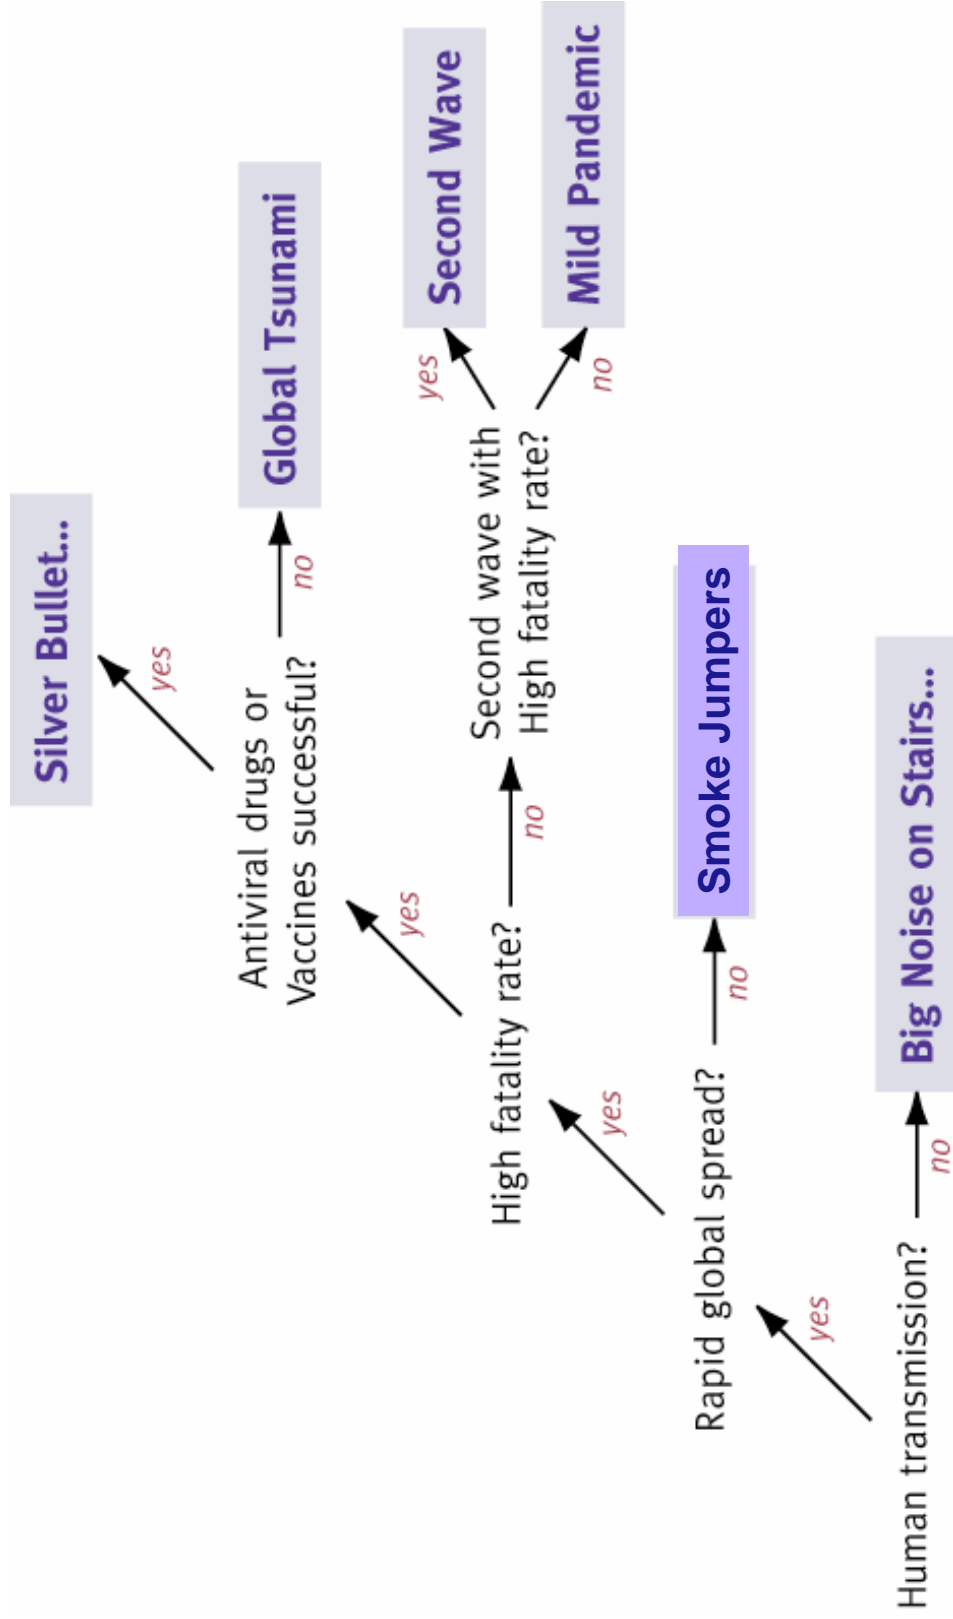 Silver Bullet...
yes
Antiviral drugs or
Vaccines successful?
no
Global Tsunami
yes
High fatality rate?
no
Second wave with
High fatality rate?
yes
Second Wave
no
Mild Pandemic
yes
Rapid global spread?
no
Smoke Jumpers
yes
Human transmission?
no
Big Noise on Stairs...